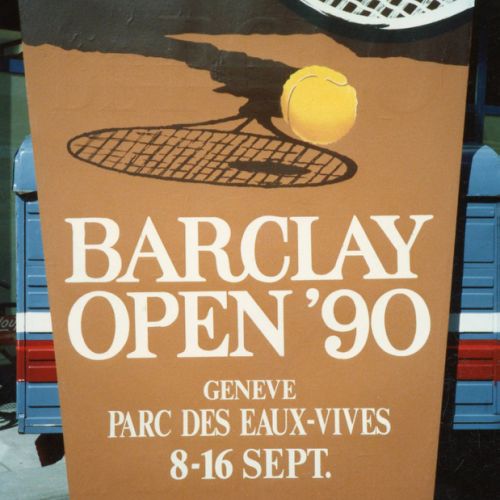 BARCLAY
OPEN '90
GENEVE
PARC DES EAUX-VIVES
8-16 SEPT.